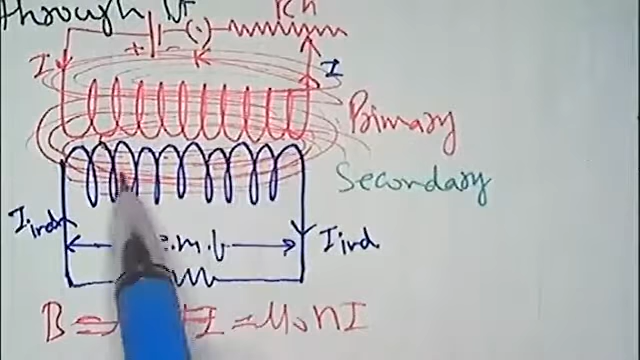 through
Rh
+ -
I I
Primary
Secondary
Iind e.m.f Iind
B = I = μ₀nI